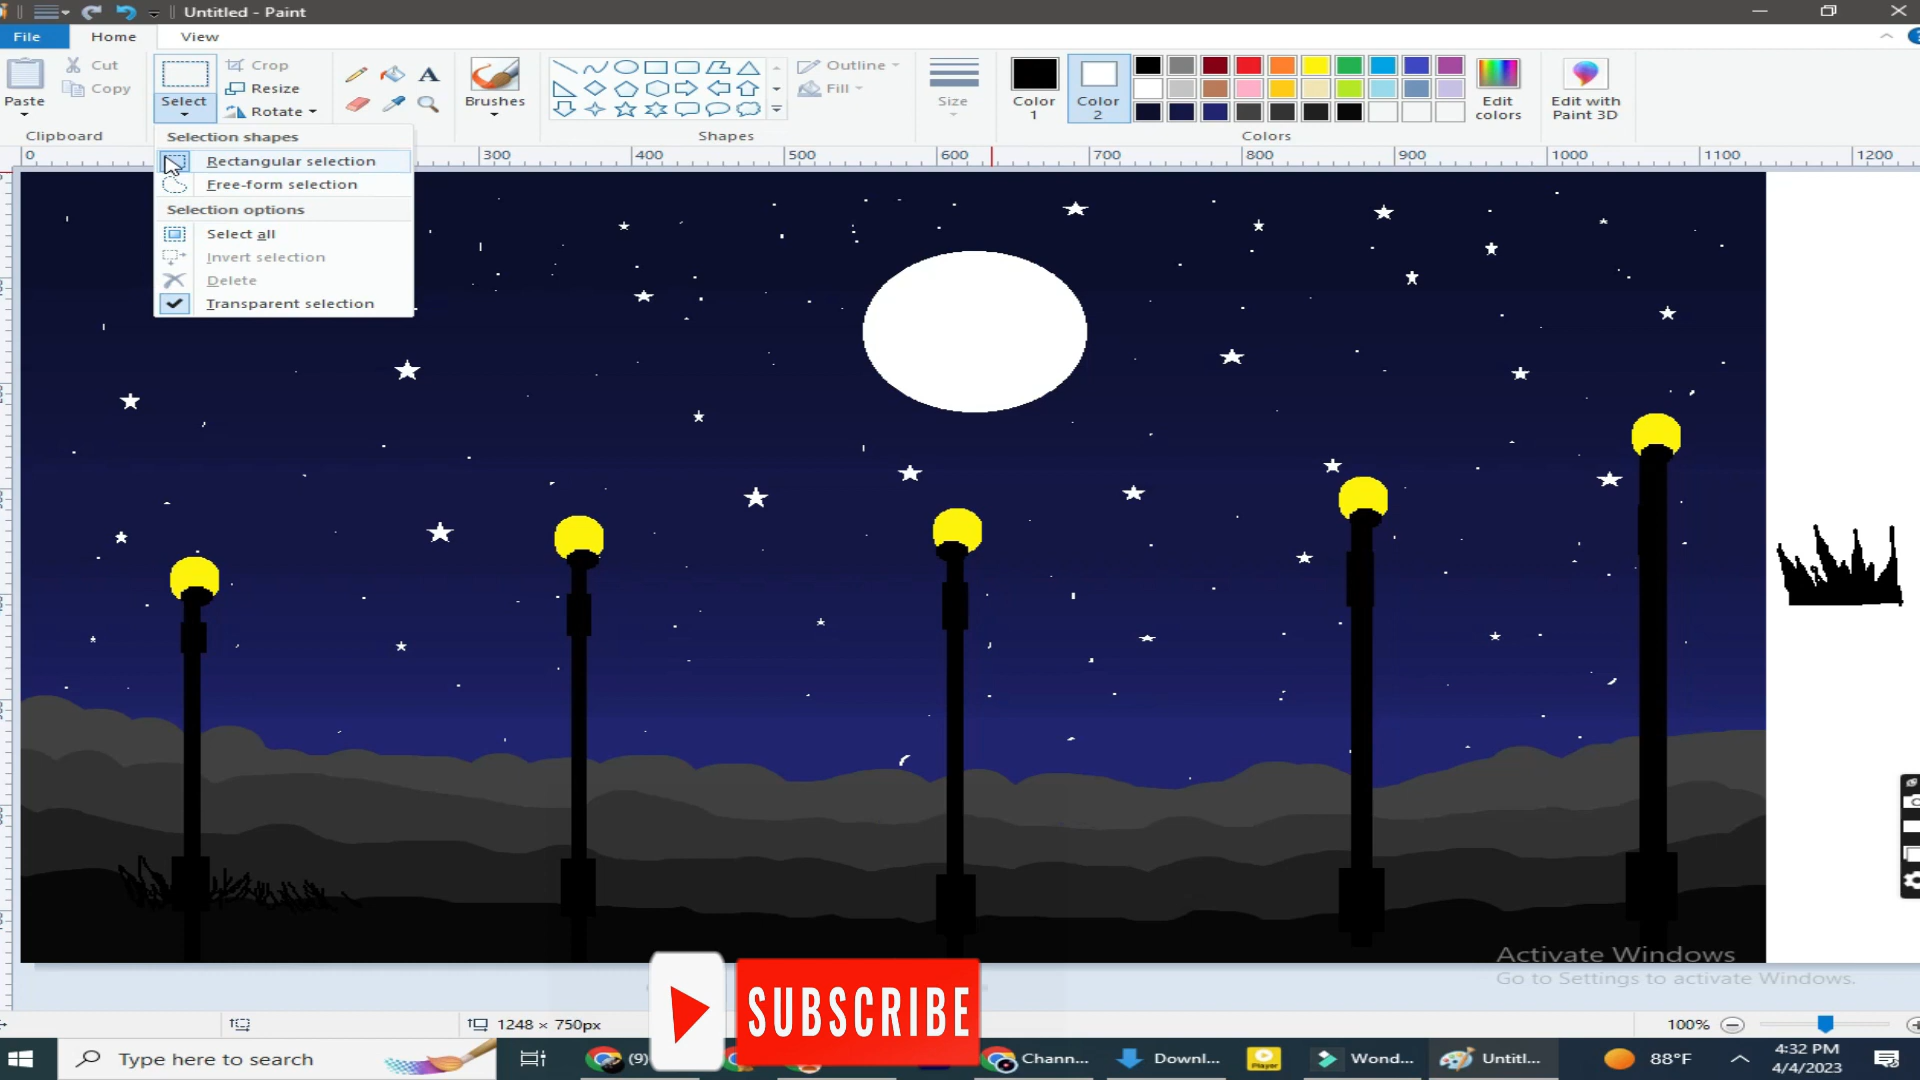 Untitled - Paint
File Home View
Paste
Cut
Copy
Clipboard
Select
Crop
Resize
Rotate
Brushes
Shapes
Outline
Fill
Size
Color
1
Color
2
Colors
Edit
colors
Edit with
Paint 3D
Selection shapes
Rectangular selection
Free-form selection
Selection options
Select all
Invert selection
Delete
Transparent selection
0 300 400 500 600 700 800 900 1000 1100 1200
Activate Windows
Go to Settings to activate Windows.
SUBSCRIBE
1248 × 750px
100%
Type here to search
(9)
Chann...
Downl...
Player
Wond...
Untitl...
88°F
4:32 PM
4/4/2023